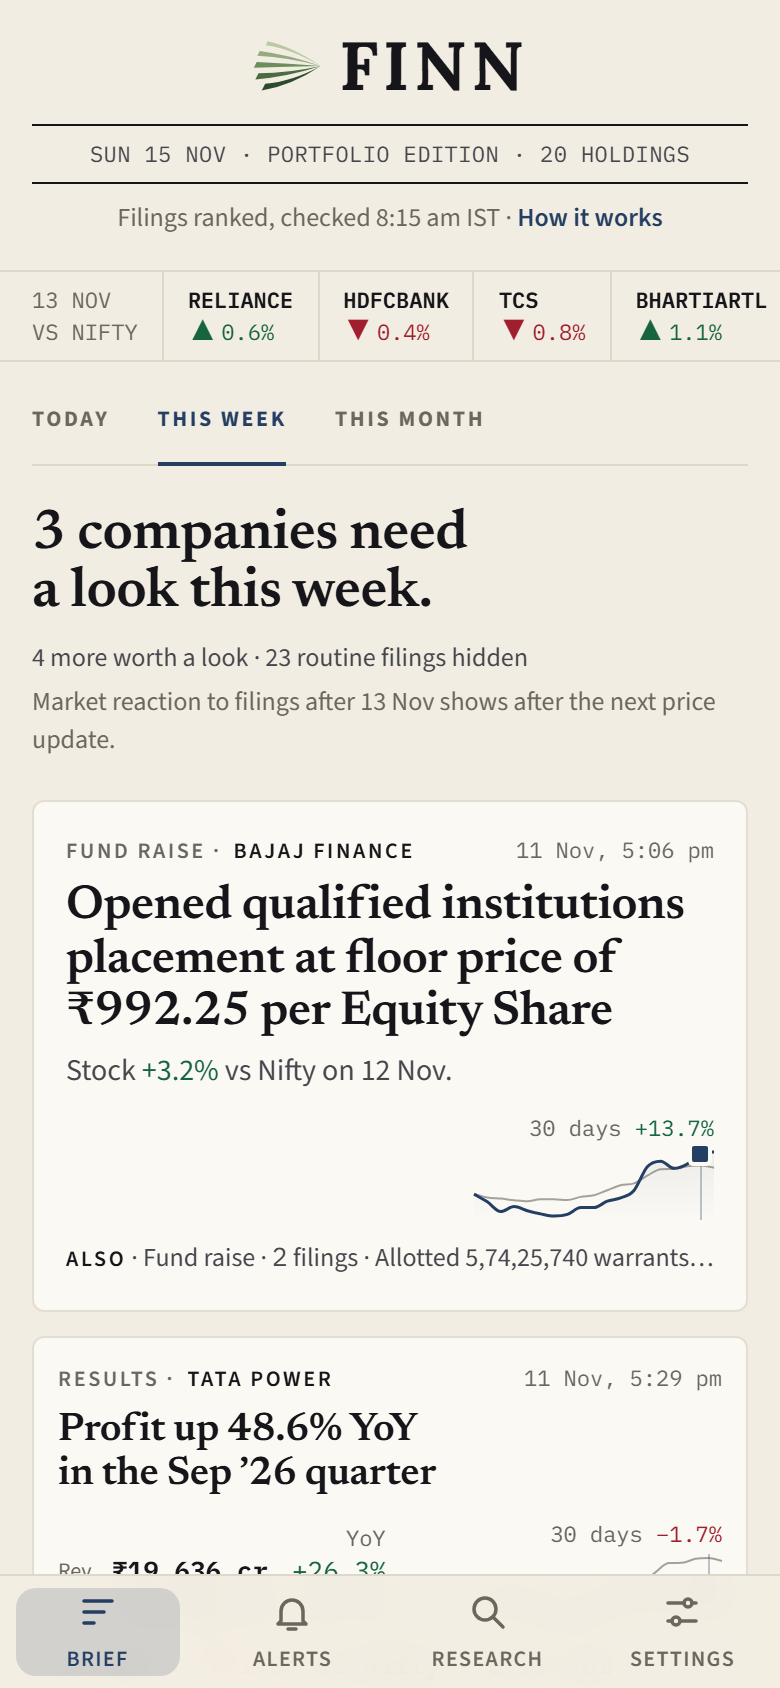 FINN
SUN 15 NOV · PORTFOLIO EDITION · 20 HOLDINGS
Filings ranked, checked 8:15 am IST · How it works
13 NOV VS NIFTY
RELIANCE ▲ 0.6%
HDFCBANK ▼ 0.4%
TCS ▼ 0.8%
BHARTIARTL ▲ 1.1%
TODAY THIS WEEK THIS MONTH
3 companies need
a look this week.
4 more worth a look · 23 routine filings hidden
Market reaction to filings after 13 Nov shows after the next price
update.
FUND RAISE · BAJAJ FINANCE 11 Nov, 5:06 pm
Opened qualified institutions
placement at floor price of
₹992.25 per Equity Share
Stock +3.2% vs Nifty on 12 Nov.
30 days +13.7%
ALSO · Fund raise · 2 filings · Allotted 5,74,25,740 warrants…
RESULTS · TATA POWER 11 Nov, 5:29 pm
Profit up 48.6% YoY
in the Sep ’26 quarter
YoY 30 days −1.7%
Rev ₹19,636 cr +26.3%
BRIEF ALERTS RESEARCH SETTINGS